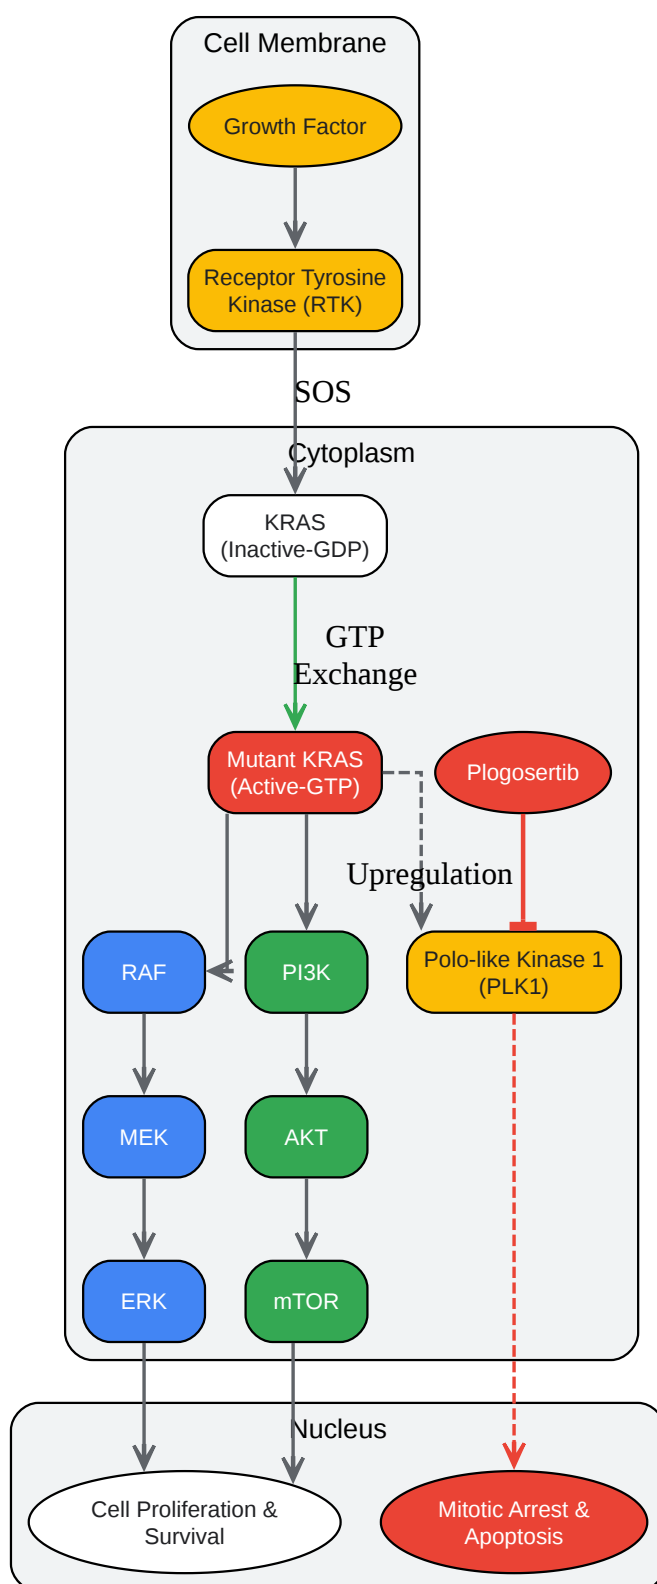 Cell Membrane
Growth Factor
Receptor Tyrosine
Kinase (RTK)
SOS
Cytoplasm
KRAS
(Inactive-GDP)
GTP
Exchange
Mutant KRAS
(Active-GTP)
Plogosertib
Upregulation
RAF
PI3K
Polo-like Kinase 1
(PLK1)
MEK
AKT
ERK
mTOR
Nucleus
Cell Proliferation &
Survival
Mitotic Arrest &
Apoptosis